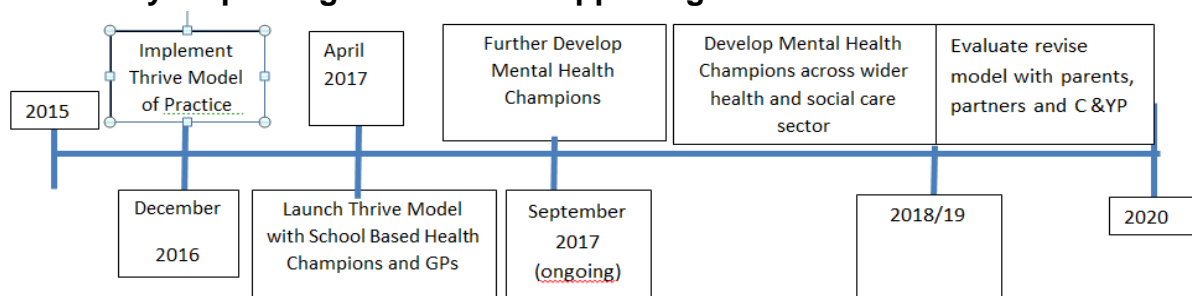 Implement
Thrive Model
of Practice
April
2017
Further Develop
Mental Health
Champions
Develop Mental Health
Champions across wider
health and social care
sector
Evaluate revise
model with parents,
partners and C &YP
2015
December
2016
Launch Thrive Model
with School Based Health
Champions and GPs
September
2017
(ongoing)
2018/19
2020